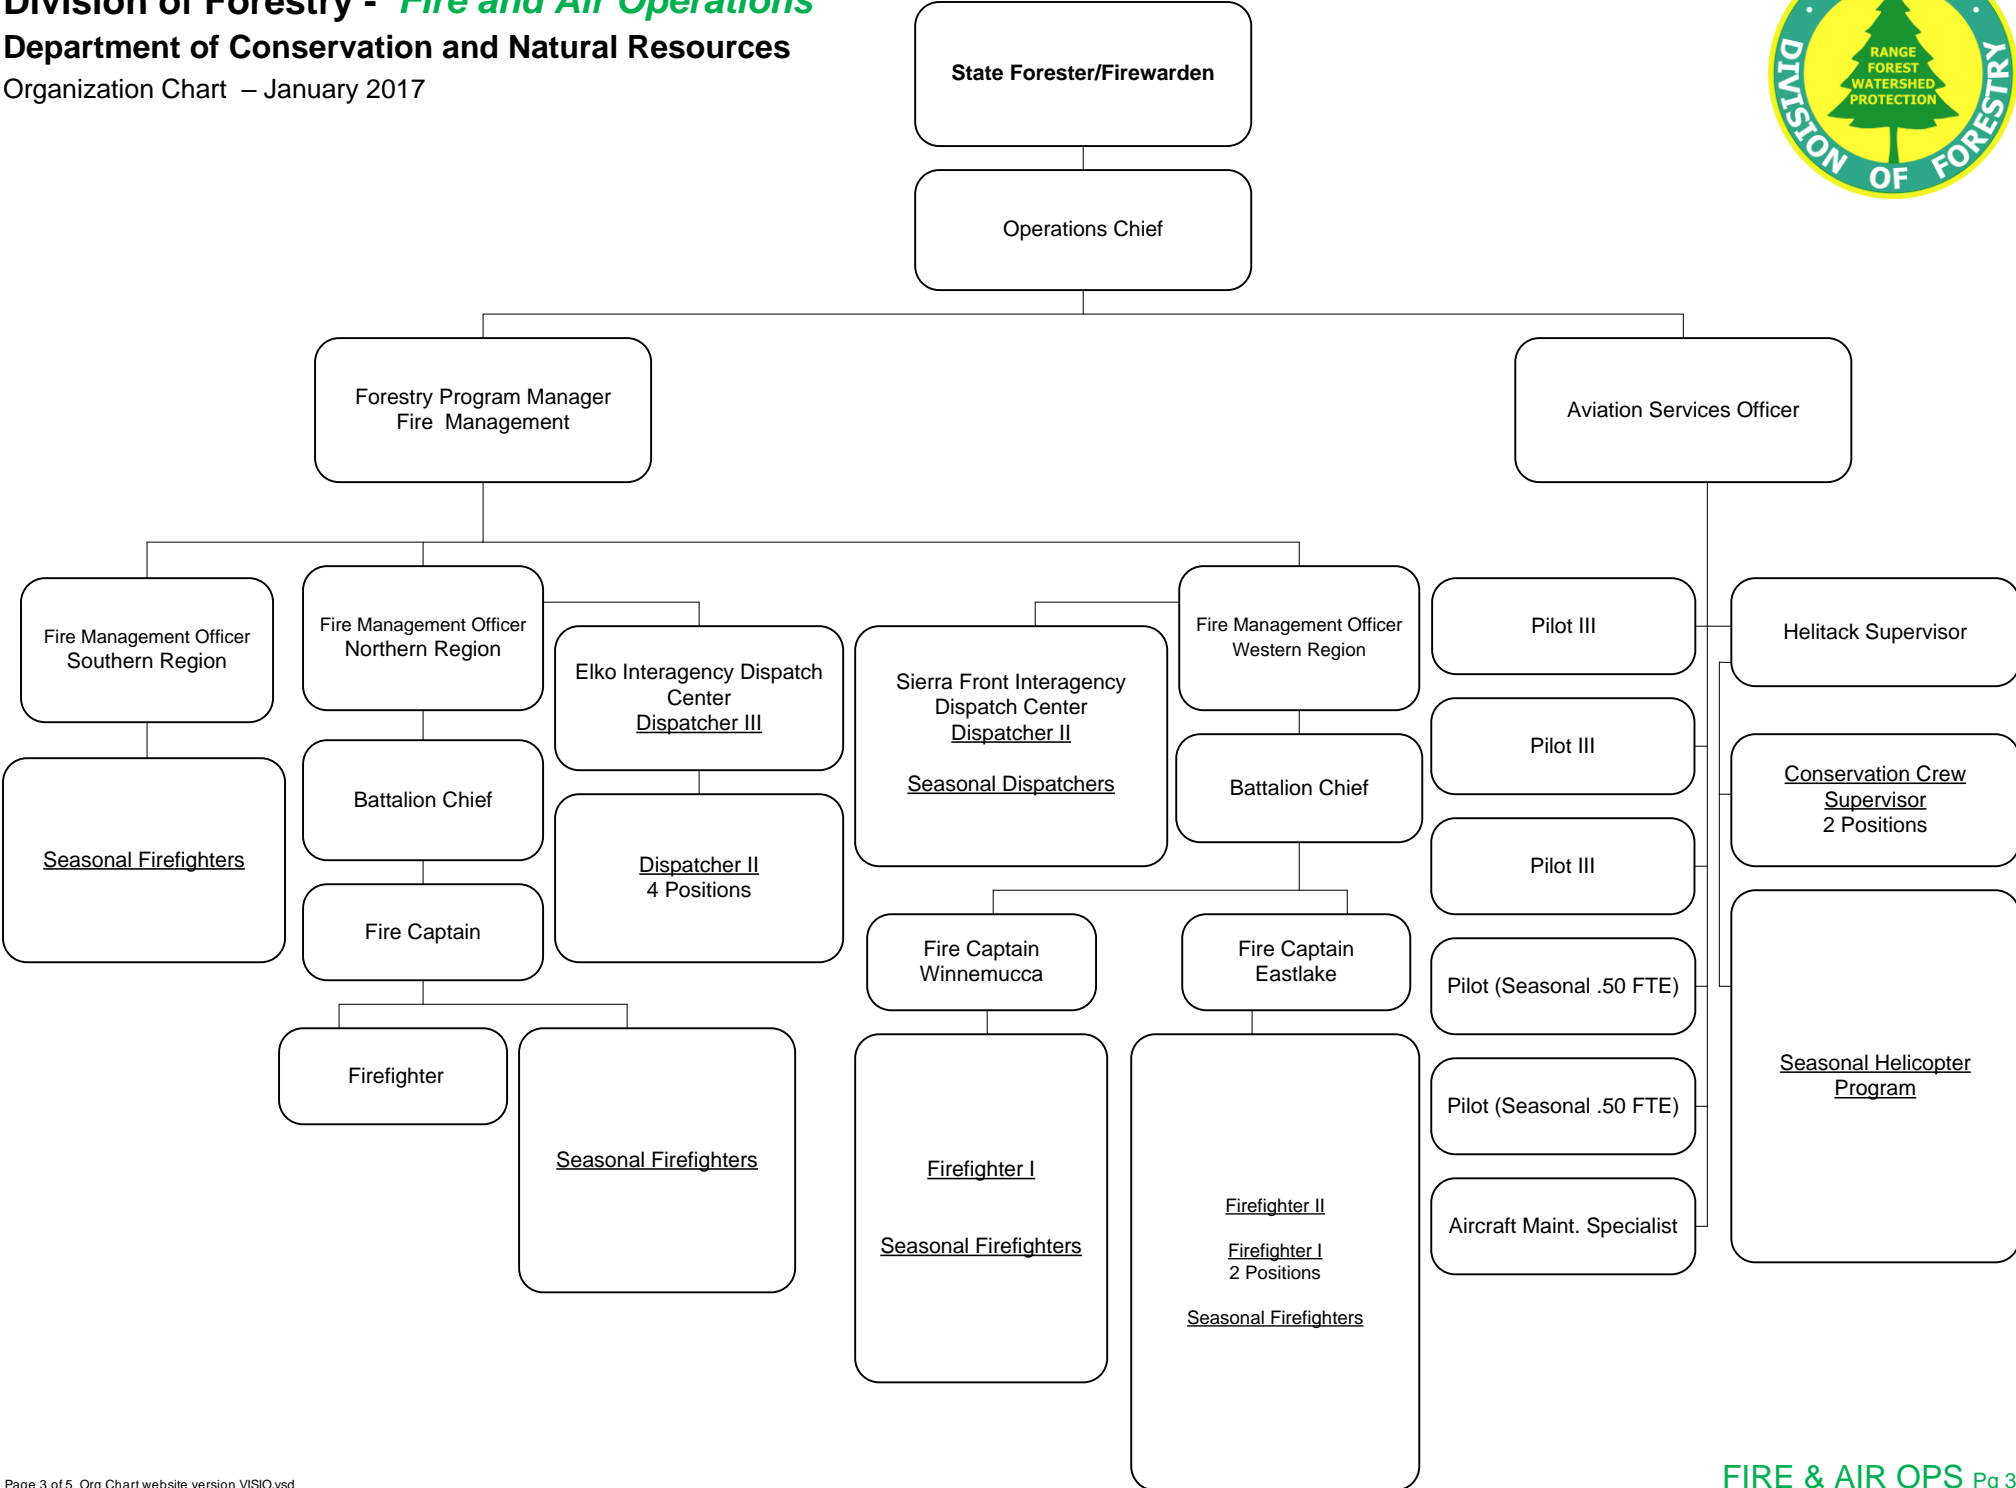 Division of Forestry - Fire and Air Operations
Department of Conservation and Natural Resources
Organization Chart – January 2017
State Forester/Firewarden
RANGE
FOREST
WATERSHED
PROTECTION
DIVISION OF FORESTRY
Operations Chief
Forestry Program Manager
Fire Management
Aviation Services Officer
Fire Management Officer
Southern Region
Seasonal Firefighters
Fire Management Officer
Northern Region
Battalion Chief
Fire Captain
Firefighter
Seasonal Firefighters
Elko Interagency Dispatch
Center
Dispatcher III
Dispatcher II
4 Positions
Sierra Front Interagency
Dispatch Center
Dispatcher II
Seasonal Dispatchers
Fire Management Officer
Western Region
Battalion Chief
Fire Captain
Winnemucca
Firefighter I
Seasonal Firefighters
Fire Captain
Eastlake
Firefighter II
Firefighter I
2 Positions
Seasonal Firefighters
Pilot III
Pilot III
Pilot III
Pilot (Seasonal .50 FTE)
Pilot (Seasonal .50 FTE)
Aircraft Maint. Specialist
Helitack Supervisor
Conservation Crew
Supervisor
2 Positions
Seasonal Helicopter
Program
Page 3 of 5 Org Chart website version VISIO.vsd
FIRE & AIR OPS Pg 3